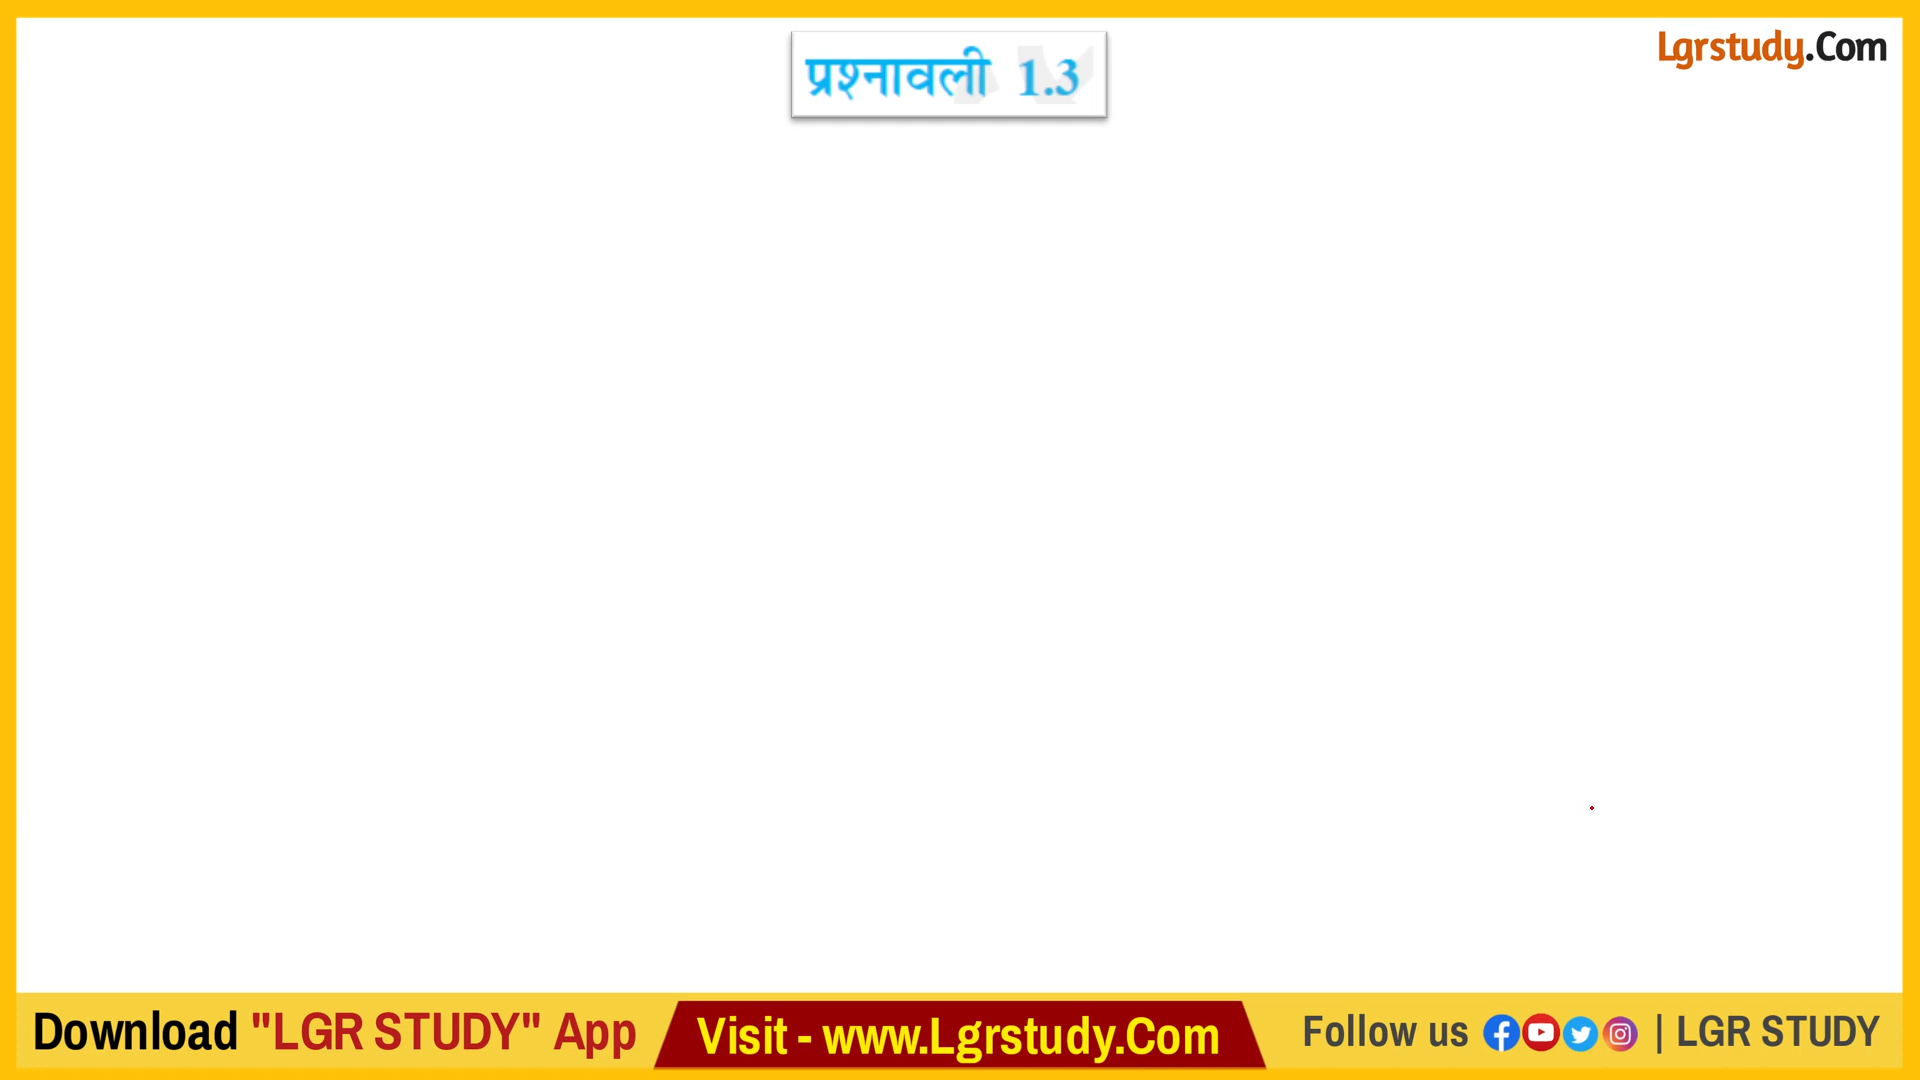 प्रश्नावली 1.3
Lgrstudy.Com
Download "LGR STUDY" App
Visit - www.Lgrstudy.Com
Follow us | LGR STUDY